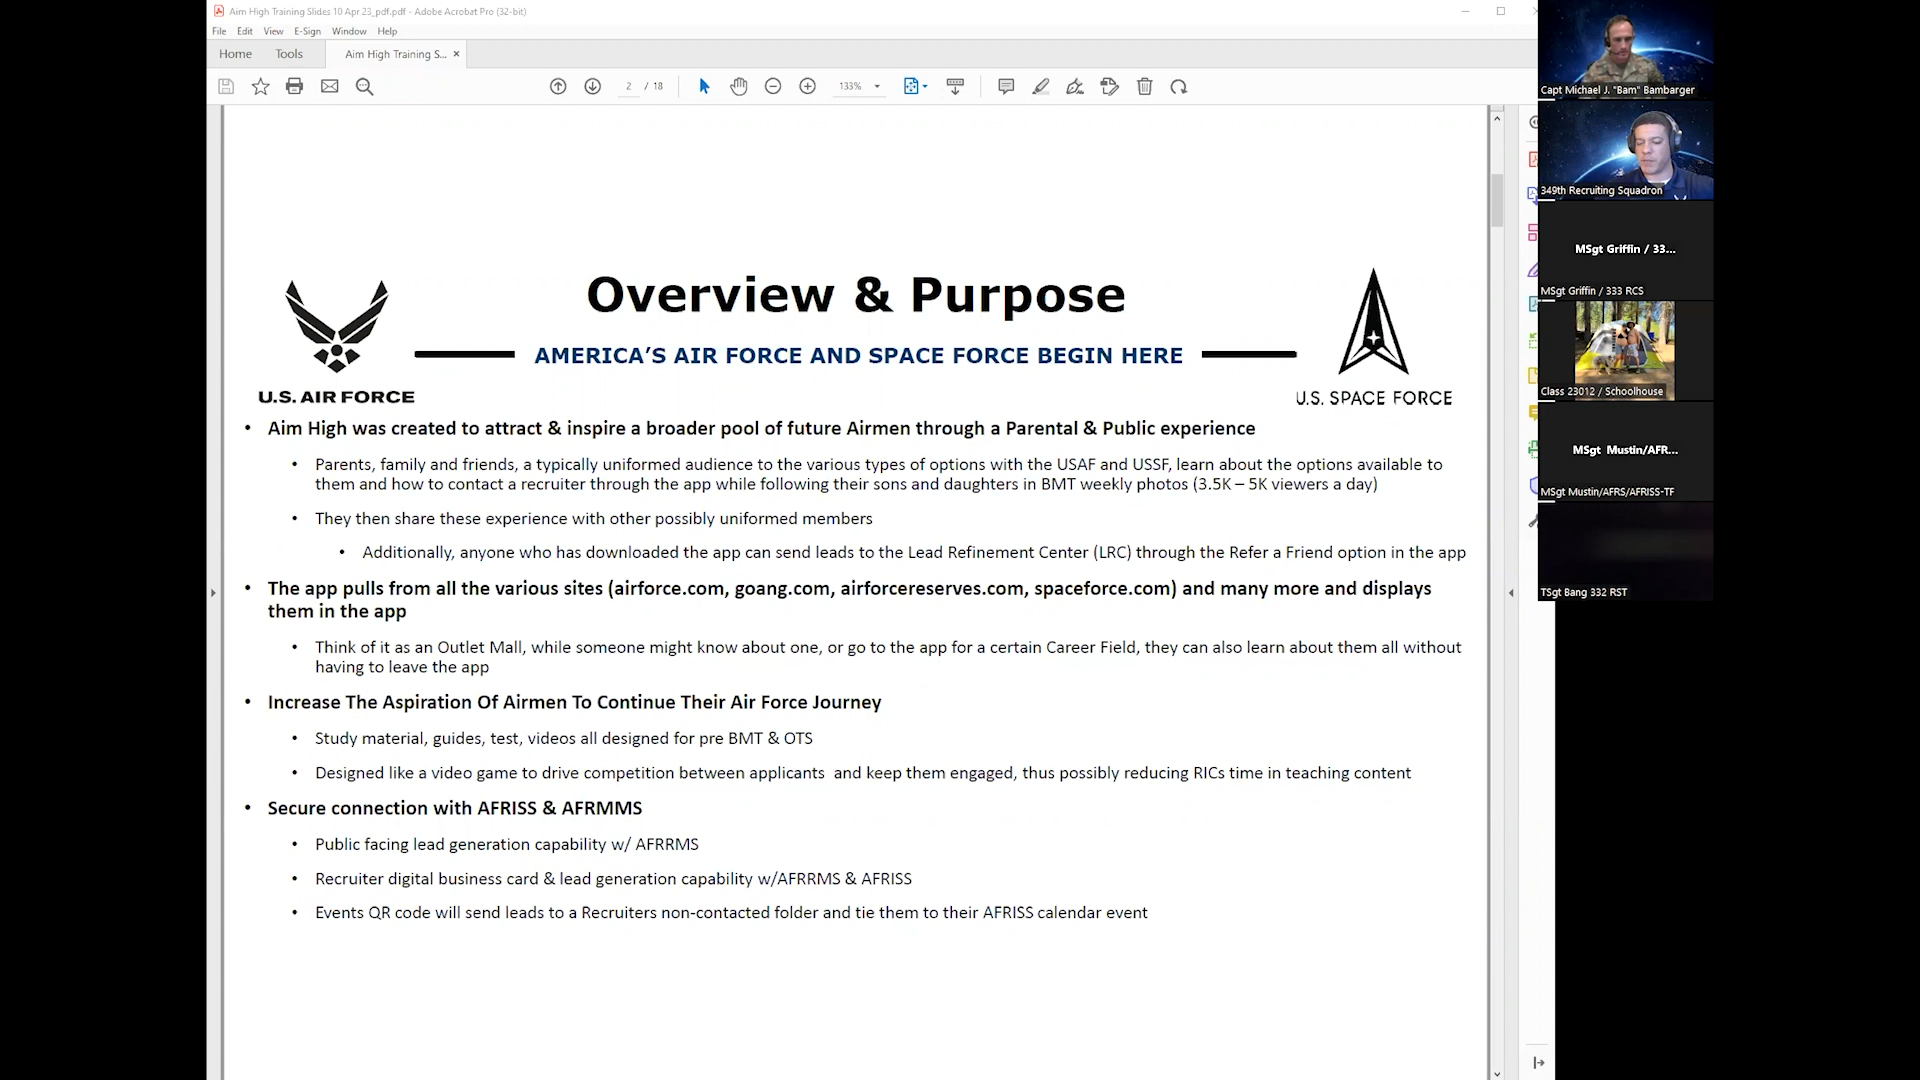 Aim High Training Slides 10 Apr 23_pdf.pdf - Adobe Acrobat Pro (32-bit)
File Edit View E-Sign Window Help
Home Tools Aim High Training S... ×
2 / 18 133%
Overview & Purpose
AMERICA’S AIR FORCE AND SPACE FORCE BEGIN HERE
U.S. AIR FORCE
U.S. SPACE FORCE
• Aim High was created to attract & inspire a broader pool of future Airmen through a Parental & Public experience
• Parents, family and friends, a typically uniformed audience to the various types of options with the USAF and USSF, learn about the options available to
them and how to contact a recruiter through the app while following their sons and daughters in BMT weekly photos (3.5K – 5K viewers a day)
• They then share these experience with other possibly uniformed members
• Additionally, anyone who has downloaded the app can send leads to the Lead Refinement Center (LRC) through the Refer a Friend option in the app
• The app pulls from all the various sites (airforce.com, goang.com, airforcereserves.com, spaceforce.com) and many more and displays
them in the app
• Think of it as an Outlet Mall, while someone might know about one, or go to the app for a certain Career Field, they can also learn about them all without
having to leave the app
• Increase The Aspiration Of Airmen To Continue Their Air Force Journey
• Study material, guides, test, videos all designed for pre BMT & OTS
• Designed like a video game to drive competition between applicants  and keep them engaged, thus possibly reducing RICs time in teaching content
• Secure connection with AFRISS & AFRMMS
• Public facing lead generation capability w/ AFRRMS
• Recruiter digital business card & lead generation capability w/AFRRMS & AFRISS
• Events QR code will send leads to a Recruiters non-contacted folder and tie them to their AFRISS calendar event
Capt Michael J. "Bam" Bambarger
349th Recruiting Squadron
MSgt Griffin / 33...
MSgt Griffin / 333 RCS
Class 23012 / Schoolhouse
MSgt Mustin/AFR...
MSgt Mustin/AFRS/AFRISS-TF
TSgt Bang 332 RST